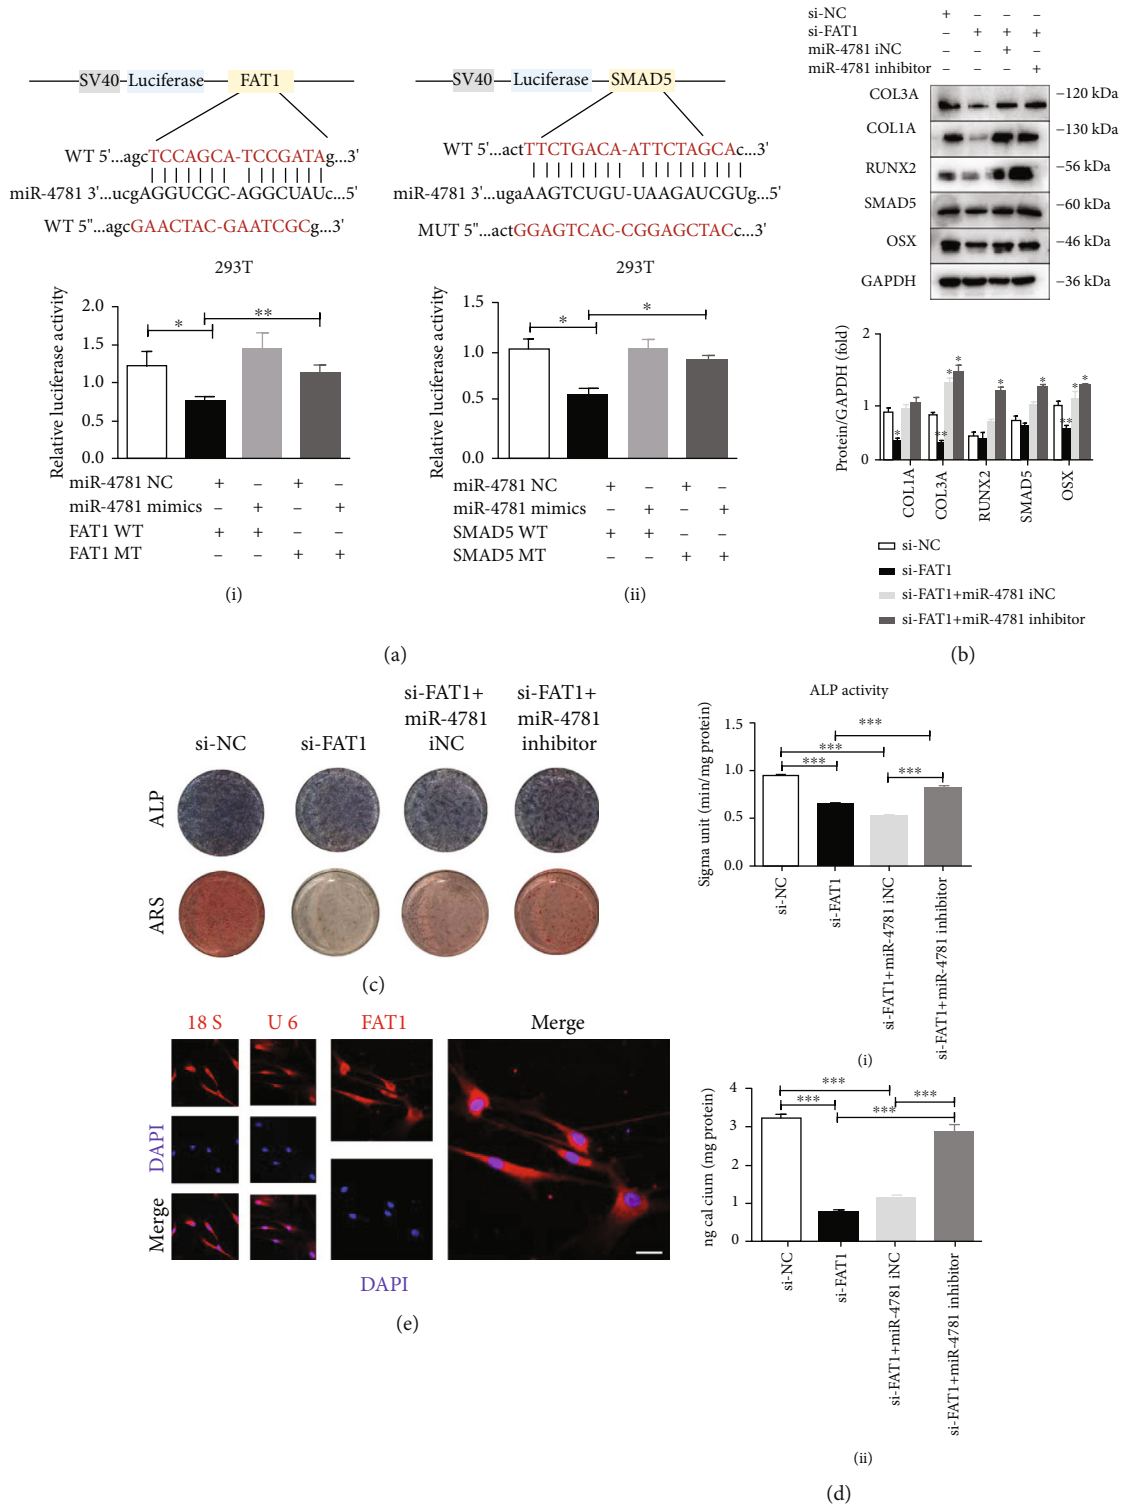 SV40 Luciferase FAT1
WT 5'...agcTCCAGCA-TCCGATAg...3'
miR-4781 3'...ucgAGGUCGC-AGGCUAUc...5'
WT 5"...agcGAACTAC-GAATCGCg...3'
293T
Relative luciferase activity
2.0
1.5
1.0
0.5
0.0
* **
miR-4781 NC + – + –
miR-4781 mimics – + – +
FAT1 WT + + – –
FAT1 MT – – + +
(i)
SV40 Luciferase SMAD5
WT 5'...actTTCTGACA-ATTCTAGCAc...3'
miR-4781 3'...ugaAAGTCUGU-UAAGAUCGUg...5'
MUT 5"...actGGAGTCAC-CGGAGCTACc...3'
293T
Relative luciferase activity
1.5
1.0
0.5
0.0
* *
miR-4781 NC + – + –
miR-4781 mimics – + – +
SMAD5 WT + + – –
SMAD5 MT – – + +
(ii)
(a)
si-NC + – – –
si-FAT1 – + + +
miR-4781 iNC – – + –
miR-4781 inhibitor – – – +
COL3A –120 kDa
COL1A –130 kDa
RUNX2 –56 kDa
SMAD5 –60 kDa
OSX –46 kDa
GAPDH –36 kDa
Protein/GAPDH (fold)
2
1
0
* ** * * * * ** * *
COL1A
COL3A
RUNX2
SMAD5
OSX
si-NC
si-FAT1
si-FAT1+miR-4781 iNC
si-FAT1+miR-4781 inhibitor
(b)
si-NC
si-FAT1
si-FAT1+
miR-4781
iNC
si-FAT1+
miR-4781
inhibitor
ALP
ARS
(c)
ALP activity
Sigma unit (min/mg protein)
1.5
1.0
0.5
0.0
***
***
***
***
si-NC
si-FAT1
si-FAT1+miR-4781 iNC
si-FAT1+miR-4781 inhibitor
(i)
ng cal cium (mg protein)
4
3
2
1
0
*** ***
*** ***
si-NC
si-FAT1
si-FAT1+miR-4781 iNC
si-FAT1+miR-4781 inhibitor
(ii)
(d)
18 S U 6 FAT1 Merge
DAPI
Merge
DAPI
(e)